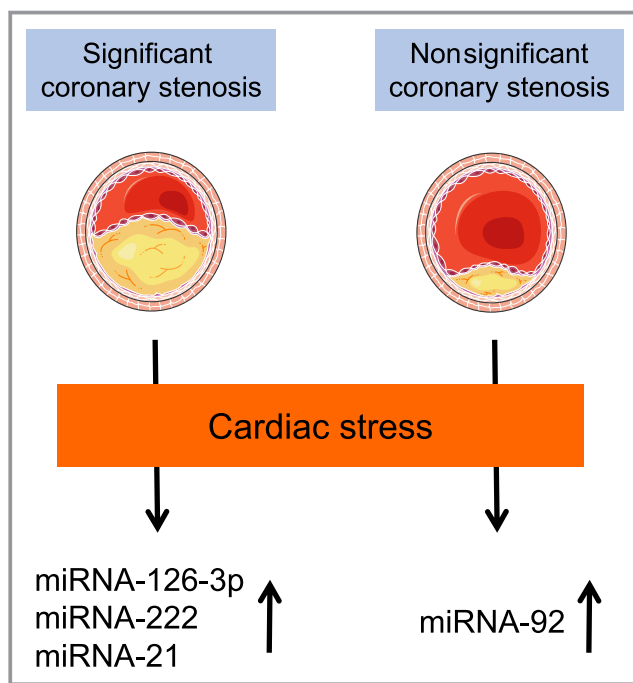 Significant
coronary stenosis
Nonsignificant
coronary stenosis
Cardiac stress
miRNA-126-3p
miRNA-222
miRNA-21
miRNA-92